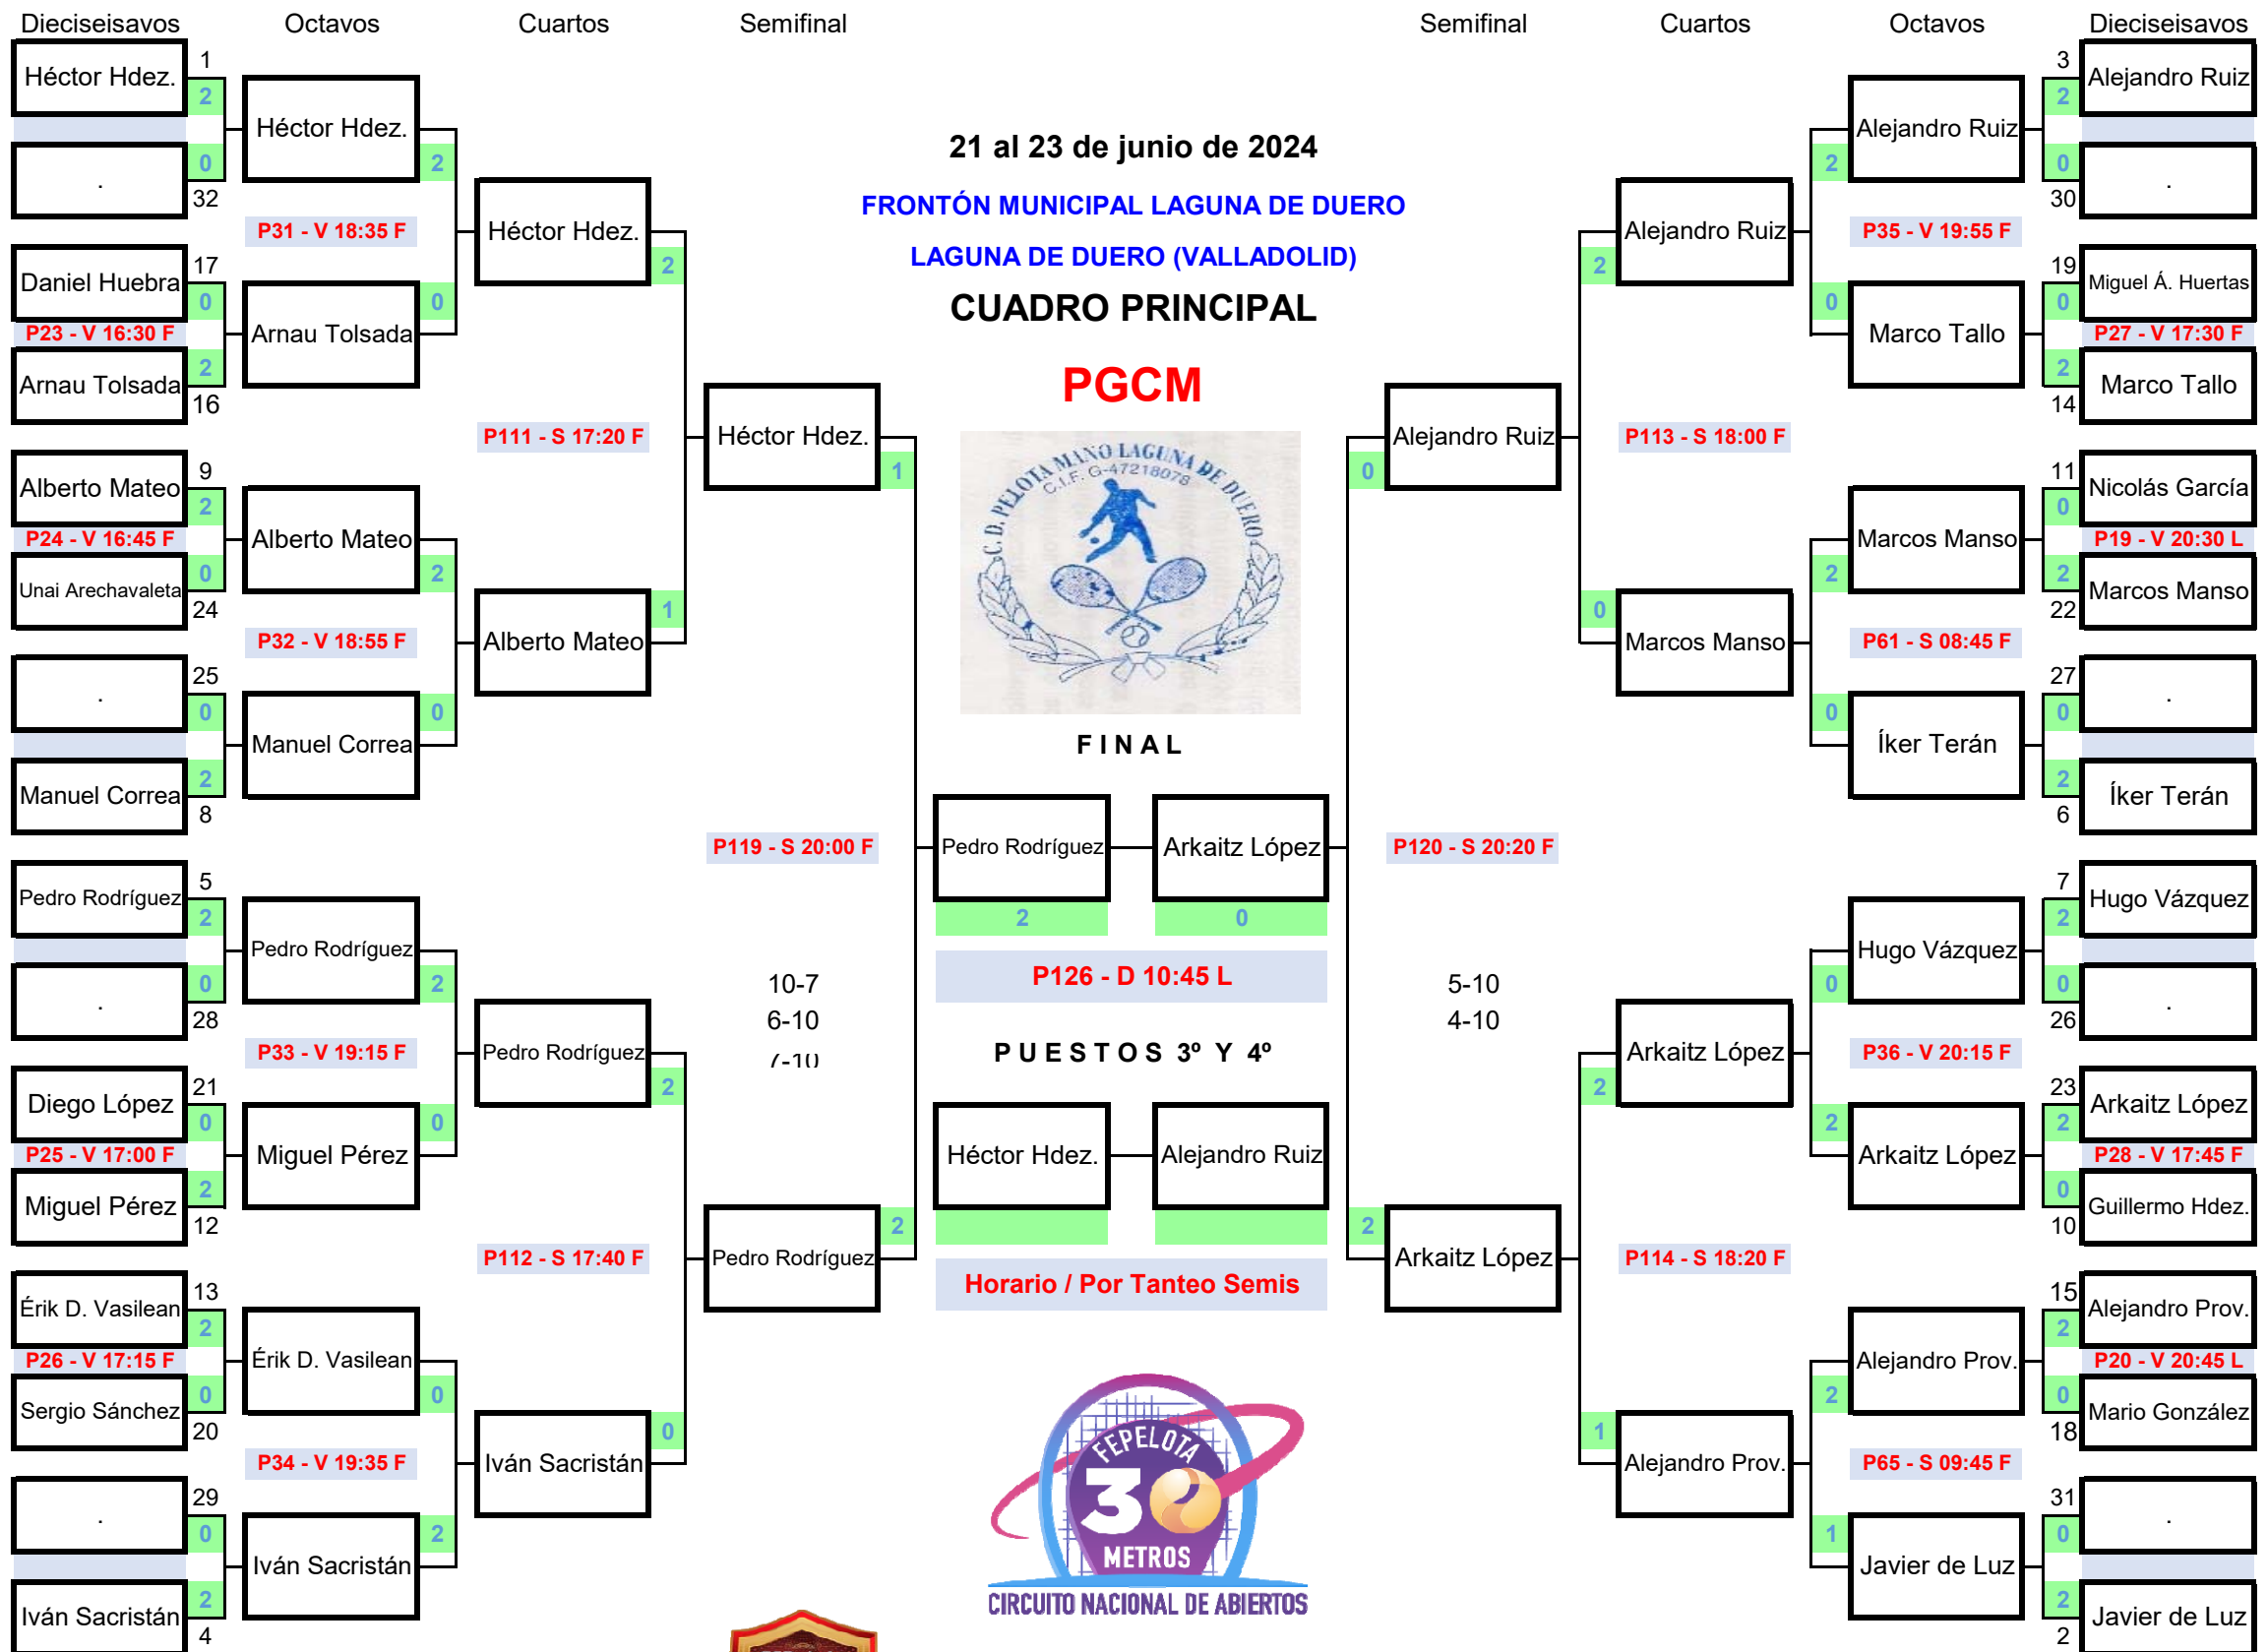 Dieciseisavos Octavos Cuartos Semifinal Semifinal Cuartos Octavos Dieciseisavos
Héctor Hdez.
1
2
.
0
32
Daniel Huebra
17
0
P23 - V 16:30 F
Arnau Tolsada
2
16
Alberto Mateo
9
2
P24 - V 16:45 F
Unai Arechavaleta
0
24
.
25
0
Manuel Correa
2
8
Pedro Rodríguez
5
2
.
0
28
Diego López
21
0
P25 - V 17:00 F
Miguel Pérez
2
12
Érik D. Vasilean
13
2
P26 - V 17:15 F
Sergio Sánchez
0
20
.
29
0
Iván Sacristán
2
4
Héctor Hdez.
2
P31 - V 18:35 F
Arnau Tolsada
0
Alberto Mateo
2
P32 - V 18:55 F
Manuel Correa
0
Pedro Rodríguez
2
P33 - V 19:15 F
Miguel Pérez
0
Érik D. Vasilean
0
P34 - V 19:35 F
Iván Sacristán
2
Héctor Hdez.
2
P111 - S 17:20 F
Alberto Mateo
1
Pedro Rodríguez
2
P112 - S 17:40 F
Iván Sacristán
0
Héctor Hdez.
1
P119 - S 20:00 F
10-7
6-10
7-10
Pedro Rodríguez
2
21 al 23 de junio de 2024
FRONTÓN MUNICIPAL LAGUNA DE DUERO
LAGUNA DE DUERO (VALLADOLID)
CUADRO PRINCIPAL
PGCM
C.D. PELOTA MANO LAGUNA DE DUERO
C.I.F. G-47218078
FINAL
Pedro Rodríguez Arkaitz López
2 0
P126 - D 10:45 L
PUESTOS 3º Y 4º
Héctor Hdez. Alejandro Ruiz
Horario / Por Tanteo Semis
FEPELOTA
30
METROS
CIRCUITO NACIONAL DE ABIERTOS
Alejandro Ruiz
0
P120 - S 20:20 F
5-10
4-10
Arkaitz López
2
Alejandro Ruiz
2
P113 - S 18:00 F
Marcos Manso
0
Arkaitz López
2
P114 - S 18:20 F
Alejandro Prov.
1
Alejandro Ruiz
2
P35 - V 19:55 F
Marco Tallo
0
Marcos Manso
2
P61 - S 08:45 F
Íker Terán
0
Hugo Vázquez
0
P36 - V 20:15 F
Arkaitz López
2
Alejandro Prov.
2
P65 - S 09:45 F
Javier de Luz
1
3
Alejandro Ruiz
2
0
.
30
19
Miguel Á. Huertas
0
P27 - V 17:30 F
2
Marco Tallo
14
11
Nicolás García
0
P19 - V 20:30 L
2
Marcos Manso
22
27
.
0
2
Íker Terán
6
7
Hugo Vázquez
2
0
.
26
23
Arkaitz López
2
P28 - V 17:45 F
0
Guillermo Hdez.
10
15
Alejandro Prov.
2
P20 - V 20:45 L
0
Mario González
18
31
.
0
2
Javier de Luz
2